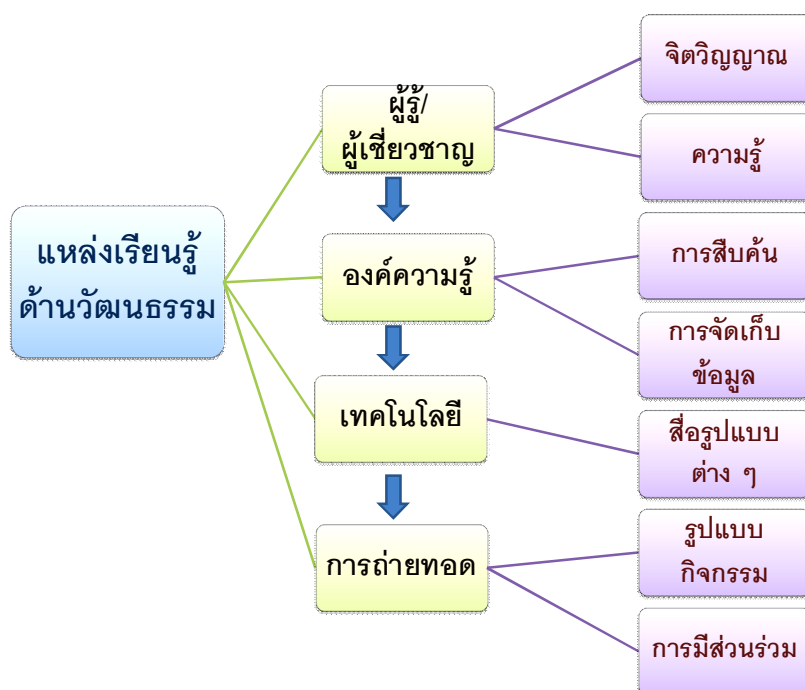 แหล่งเรียนรู้
ด้านวัฒนธรรม
ผู้รู้/
ผู้เชี่ยวชาญ
องค์ความรู้
เทคโนโลยี
การถ่ายทอด
จิตวิญญาณ
ความรู้
การสืบค้น
การจัดเก็บ
ข้อมูล
สื่อรูปแบบ
ต่าง ๆ
รูปแบบ
กิจกรรม
การมีส่วนร่วม